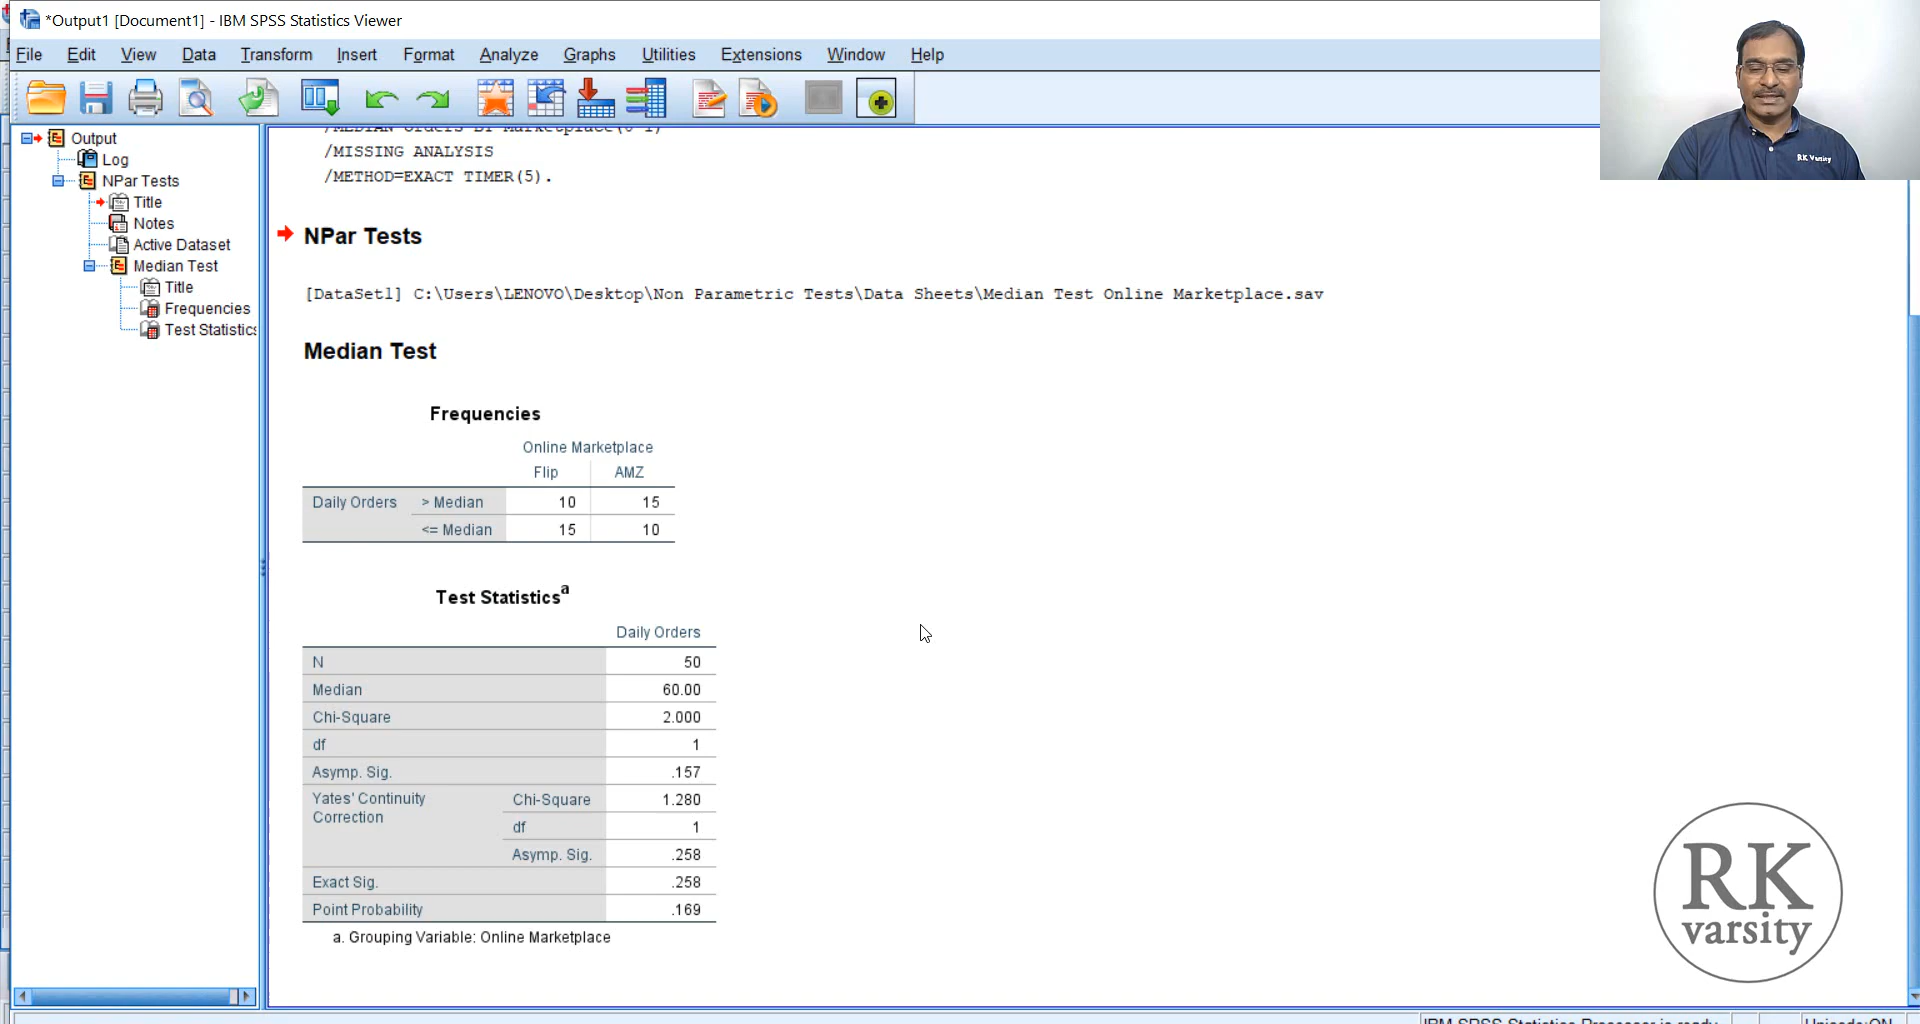 *Output1 [Document1] - IBM SPSS Statistics Viewer
File Edit View Data Transform Insert Format Analyze Graphs Utilities Extensions Window Help
Output
Log
NPar Tests
Title
Notes
Active Dataset
Median Test
Title
Frequencies
Test Statistics
/MEDIAN
/MISSING ANALYSIS
/METHOD=EXACT TIMER(5).
NPar Tests
[DataSet1] C:\Users\LENOVO\Desktop\Non Parametric Tests\Data Sheets\Median Test Online Marketplace.sav
Median Test
Frequencies
Online Marketplace
Flip AMZ
Daily Orders > Median 10 15
<= Median 15 10
Test Statistics^a
Daily Orders
N 50
Median 60.00
Chi-Square 2.000
df 1
Asymp. Sig. .157
Yates' Continuity Correction Chi-Square 1.280
df 1
Asymp. Sig. .258
Exact Sig. .258
Point Probability .169
a. Grouping Variable: Online Marketplace
RK Varsity
RK
varsity